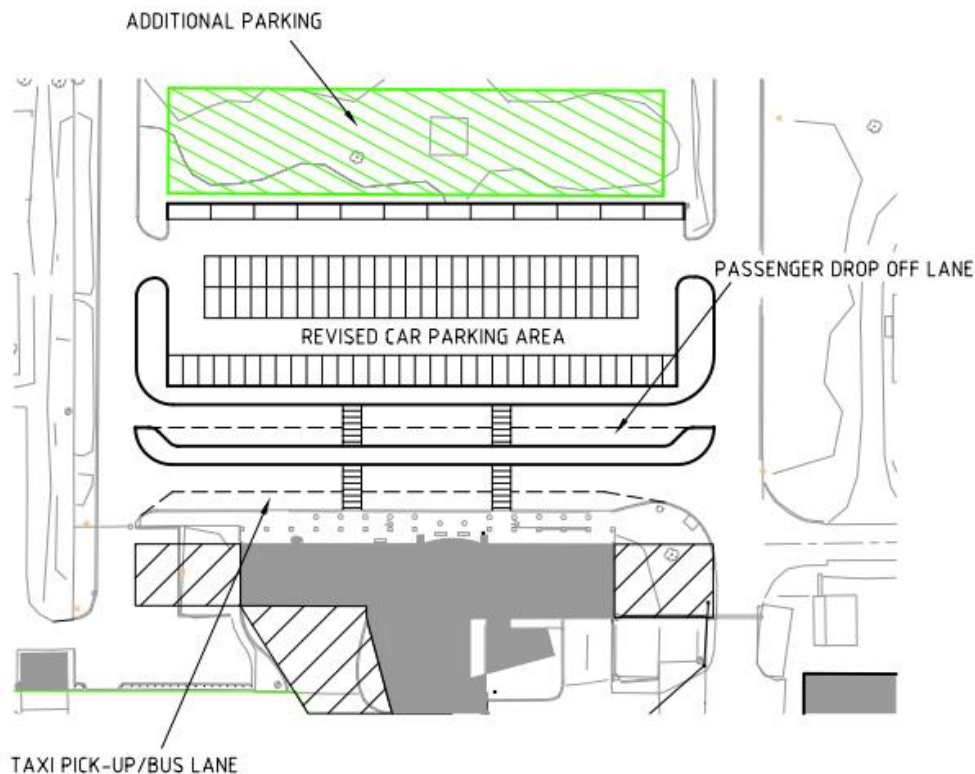 ADDITIONAL PARKING
PASSENGER DROP OFF LANE
REVISED CAR PARKING AREA
TAXI PICK-UP/BUS LANE